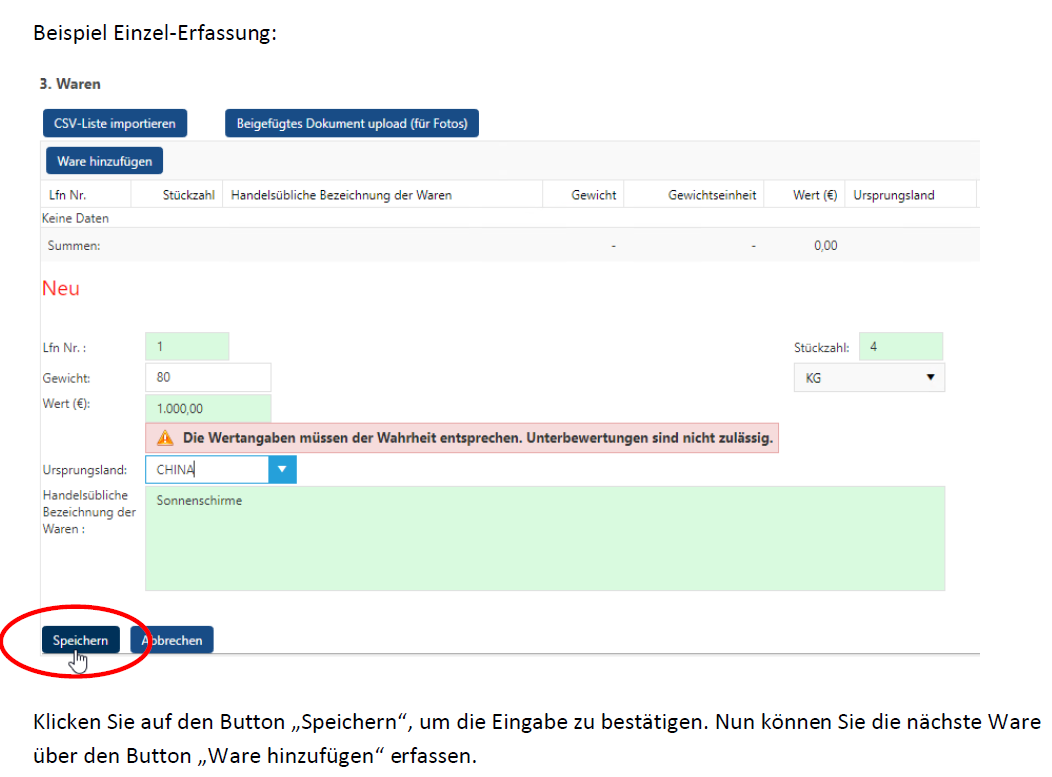 Beispiel Einzel-Erfassung:
3. Waren
CSV-Liste importieren Beigefügtes Dokument upload (für Fotos)
Ware hinzufügen
Lfn Nr. Stückzahl Handelsübliche Bezeichnung der Waren Gewicht Gewichtseinheit Wert (€) Ursprungsland
Keine Daten
Summen: - - 0,00
Neu
Lfn Nr. : 1 Stückzahl: 4
Gewicht: 80 KG
Wert (€): 1.000,00
Die Wertangaben müssen der Wahrheit entsprechen. Unterbewertungen sind nicht zulässig.
Ursprungsland: CHINA
Handelsübliche Sonnenschirme
Bezeichnung der
Waren :
Speichern Abbrechen
Klicken Sie auf den Button „Speichern“, um die Eingabe zu bestätigen. Nun können Sie die nächste Ware
über den Button „Ware hinzufügen“ erfassen.